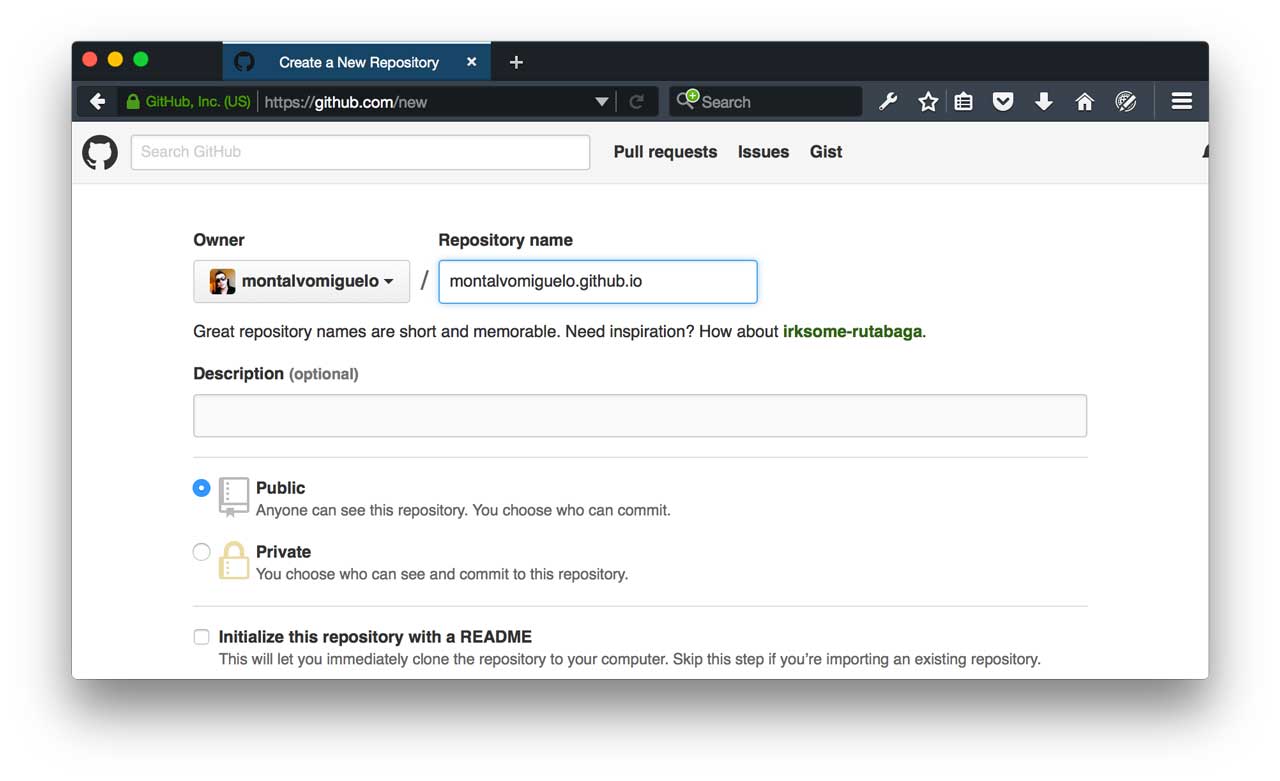 Create a New Repository
GitHub, Inc. (US) https://github.com/new Search
Search GitHub Pull requests Issues Gist
Owner Repository name
montalvomiguelo / montalvomiguelo.github.io
Great repository names are short and memorable. Need inspiration? How about irksome-rutabaga.
Description (optional)
Public
Anyone can see this repository. You choose who can commit.
Private
You choose who can see and commit to this repository.
Initialize this repository with a README
This will let you immediately clone the repository to your computer. Skip this step if you’re importing an existing repository.